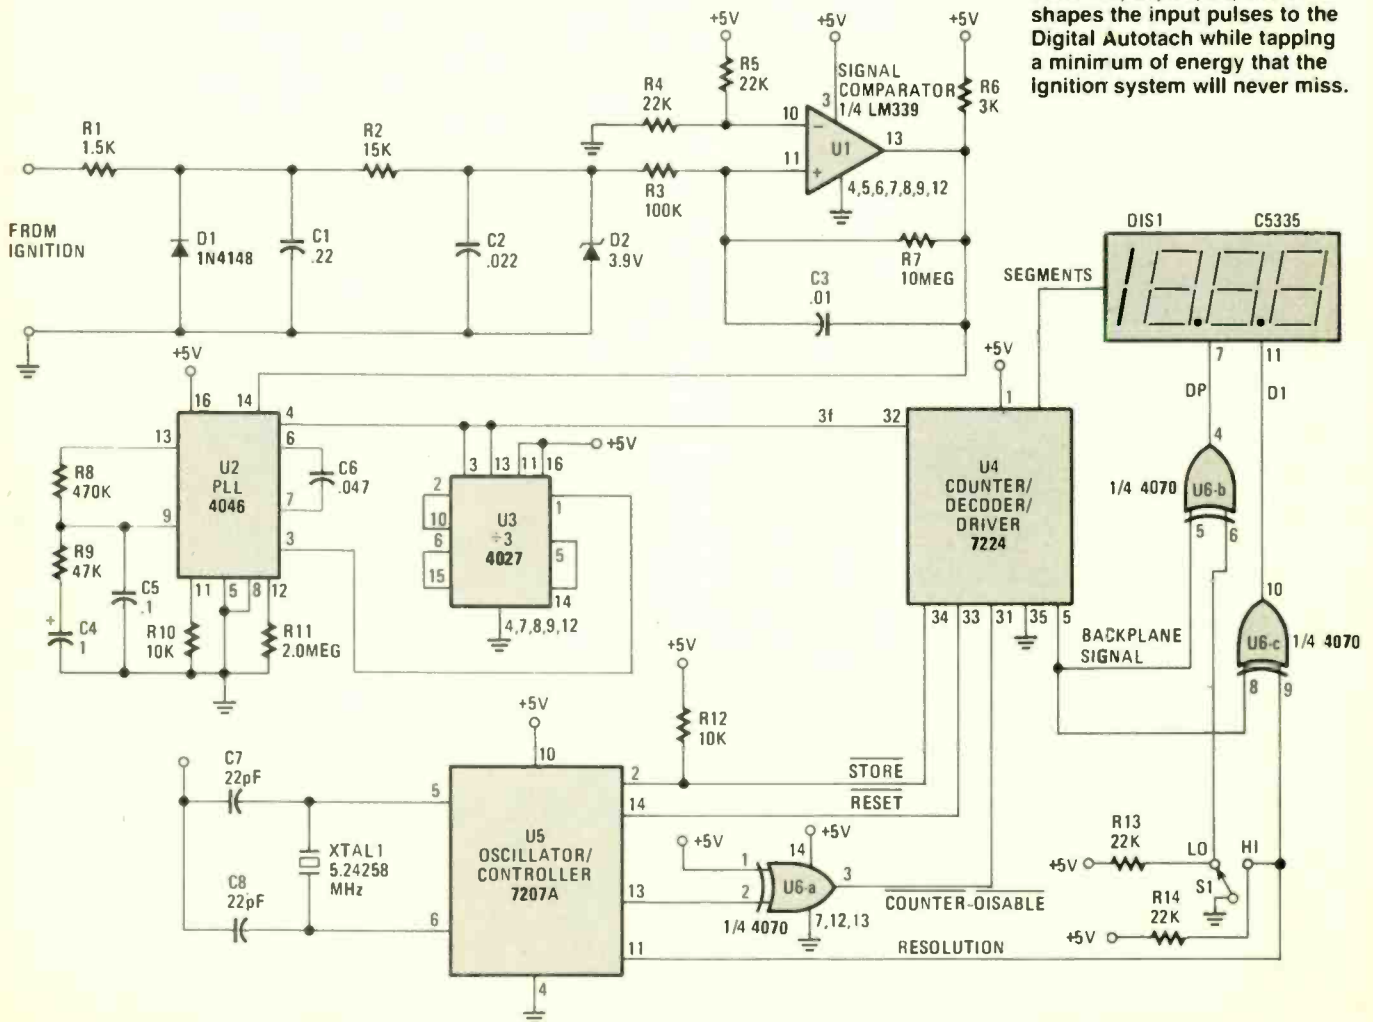 shapes the input pulses to the
Digital Autotach while tapping
a minimum of energy that the
ignition system will never miss.
+5V
+5V
+5V
R5
22K
SIGNAL
COMPARATOR
1/4 LM339
R6
3K
R4
22K
3
10
13
U1
11
4,5,6,7,8,9,12
R1
1.5K
R2
15K
R3
100K
FROM
IGNITION
D1
1N4148
C1
.22
C2
.022
D2
3.9V
R7
10MEG
C3
.01
SEGMENTS
DIS1
C5335
7
11
DP
D1
+5V
16
14
4
13
6
R8
470K
U2
PLL
4046
C6
.047
7
9
3
R9
47K
C5
.1
11
5
8
12
C4
1
R10
10K
R11
2.0MEG
+5V
3
13
11
16
2
10
6
15
U3
÷3
4027
1
5
14
4,7,8,9,12
+5V
1
3f
32
U4
COUNTER/
DECODER/
DRIVER
7224
34
33
31
35
5
BACKPLANE
SIGNAL
4
1/4 4070
U6-b
5
6
10
U6-c
1/4 4070
8
9
+5V
R12
10K
+5V
10
C7
22pF
5
2
STORE
14
RESET
XTAL1
5.24258
MHz
U5
OSCILLATOR/
CONTROLLER
7207A
C8
22pF
6
13
11
4
+5V
+5V
14
1
2
U6-a
3
1/4 4070
7,12,13
COUNTER-DISABLE
RESOLUTION
R13
22K
+5V
LO
HI
S1
R14
22K
+5V